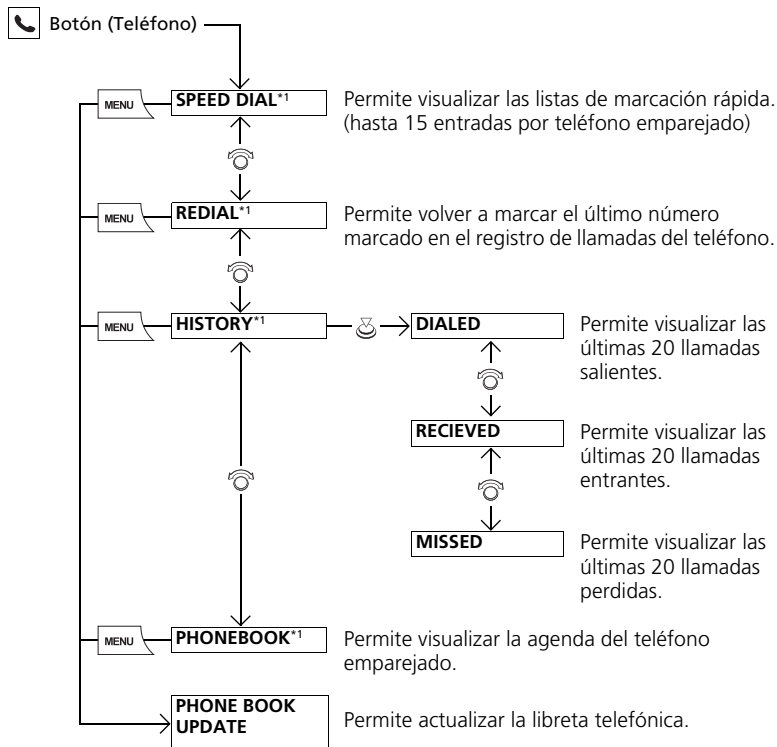 Botón (Teléfono)
MENU
SPEED DIAL*1
Permite visualizar las listas de marcación rápida.
(hasta 15 entradas por teléfono emparejado)
MENU
REDIAL*1
Permite volver a marcar el último número
marcado en el registro de llamadas del teléfono.
MENU
HISTORY*1
DIALED
Permite visualizar las
últimas 20 llamadas
salientes.
RECIEVED
Permite visualizar las
últimas 20 llamadas
entrantes.
MISSED
Permite visualizar las
últimas 20 llamadas
perdidas.
MENU
PHONEBOOK*1
Permite visualizar la agenda del teléfono
emparejado.
PHONE BOOK
UPDATE
Permite actualizar la libreta telefónica.